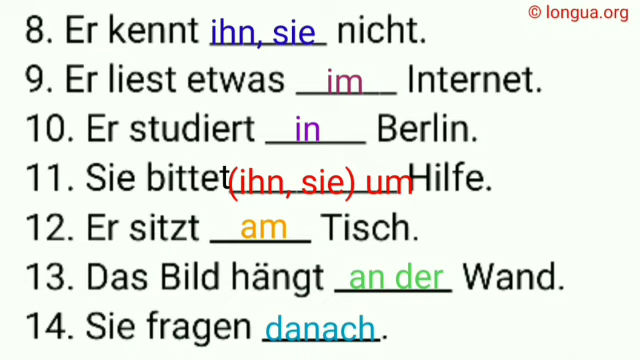 © longua.org
8. Er kennt ihn, sie nicht.
9. Er liest etwas im Internet.
10. Er studiert in Berlin.
11. Sie bittet (ihn, sie) um Hilfe.
12. Er sitzt am Tisch.
13. Das Bild hängt an der Wand.
14. Sie fragen danach.